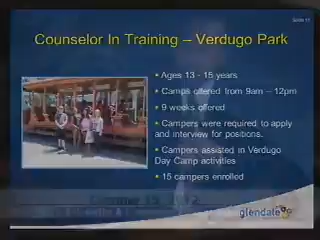 Counselor In Training – Verdugo Park
• Ages 13 - 15 years
• Camps offered from 9am – 12pm
• 9 weeks offered
• Campers were required to apply
and interview for positions.
• Campers assisted in Verdugo
Day Camp activities
• 15 campers enrolled
glendale